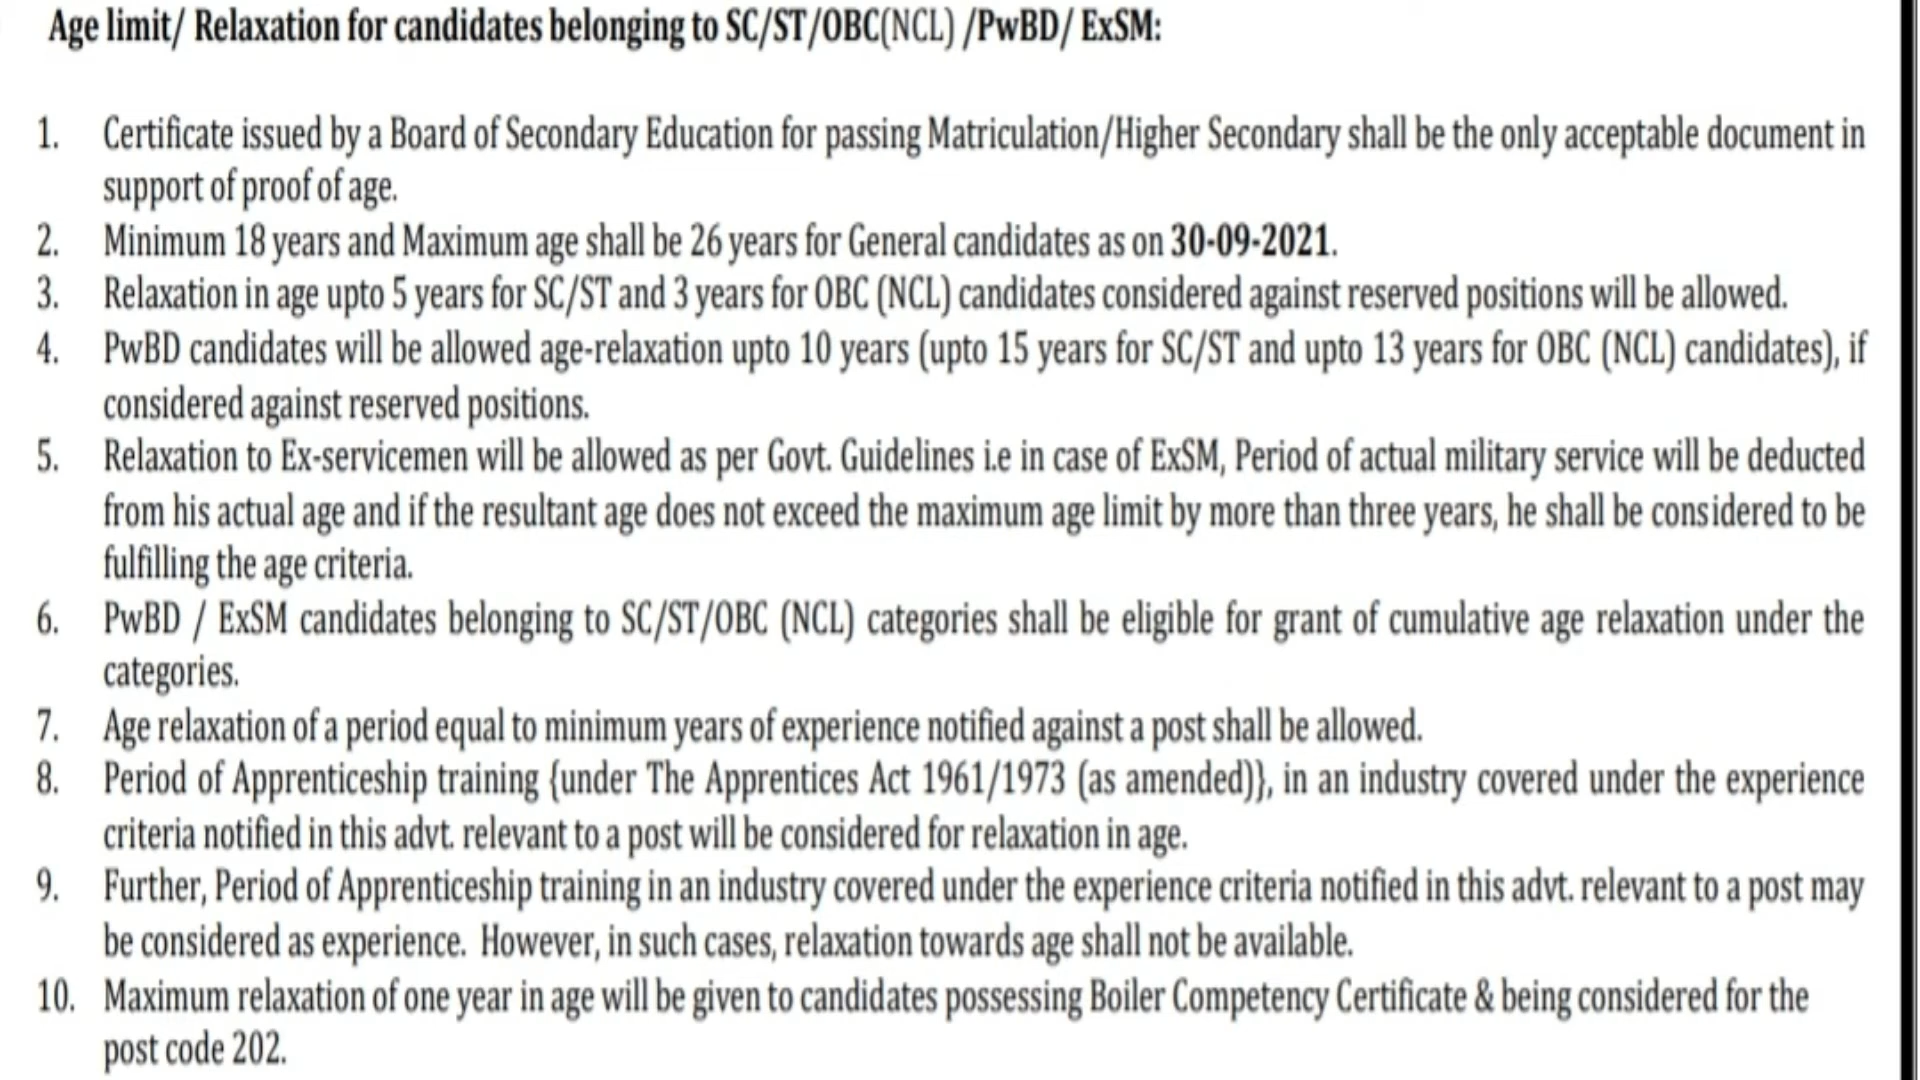 Age limit/ Relaxation for candidates belonging to SC/ST/OBC(NCL) /PwBD/ ExSM:
1. Certificate issued by a Board of Secondary Education for passing Matriculation/Higher Secondary shall be the only acceptable document in
support of proof of age.
2. Minimum 18 years and Maximum age shall be 26 years for General candidates as on 30-09-2021.
3. Relaxation in age upto 5 years for SC/ST and 3 years for OBC (NCL) candidates considered against reserved positions will be allowed.
4. PwBD candidates will be allowed age-relaxation upto 10 years (upto 15 years for SC/ST and upto 13 years for OBC (NCL) candidates), if
considered against reserved positions.
5. Relaxation to Ex-servicemen will be allowed as per Govt. Guidelines i.e in case of ExSM, Period of actual military service will be deducted
from his actual age and if the resultant age does not exceed the maximum age limit by more than three years, he shall be considered to be
fulfilling the age criteria.
6. PwBD / ExSM candidates belonging to SC/ST/OBC (NCL) categories shall be eligible for grant of cumulative age relaxation under the
categories.
7. Age relaxation of a period equal to minimum years of experience notified against a post shall be allowed.
8. Period of Apprenticeship training {under The Apprentices Act 1961/1973 (as amended)}, in an industry covered under the experience
criteria notified in this advt. relevant to a post will be considered for relaxation in age.
9. Further, Period of Apprenticeship training in an industry covered under the experience criteria notified in this advt. relevant to a post may
be considered as experience. However, in such cases, relaxation towards age shall not be available.
10. Maximum relaxation of one year in age will be given to candidates possessing Boiler Competency Certificate & being considered for the
post code 202.